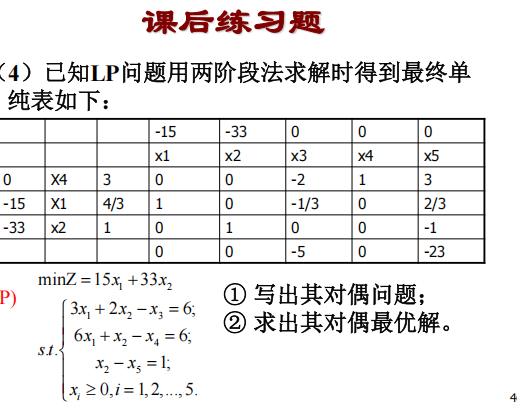 课后练习题
（4）已知LP问题用两阶段法求解时得到最终单
纯表如下：
-15 -33 0 0 0
x1 x2 x3 x4 x5
0 X4 3 0 0 -2 1 3
-15 X1 4/3 1 0 -1/3 0 2/3
-33 x2 1 0 1 0 0 -1
0 0 -5 0 -23
minZ = 15x₁ + 33x₂
P)
s.t. { 3x₁ + 2x₂ − x₃ = 6;
6x₁ + x₂ − x₄ = 6;
x₂ − x₅ = 1;
xᵢ ≥ 0, i = 1, 2, ..., 5.
① 写出其对偶问题；
② 求出其对偶最优解。